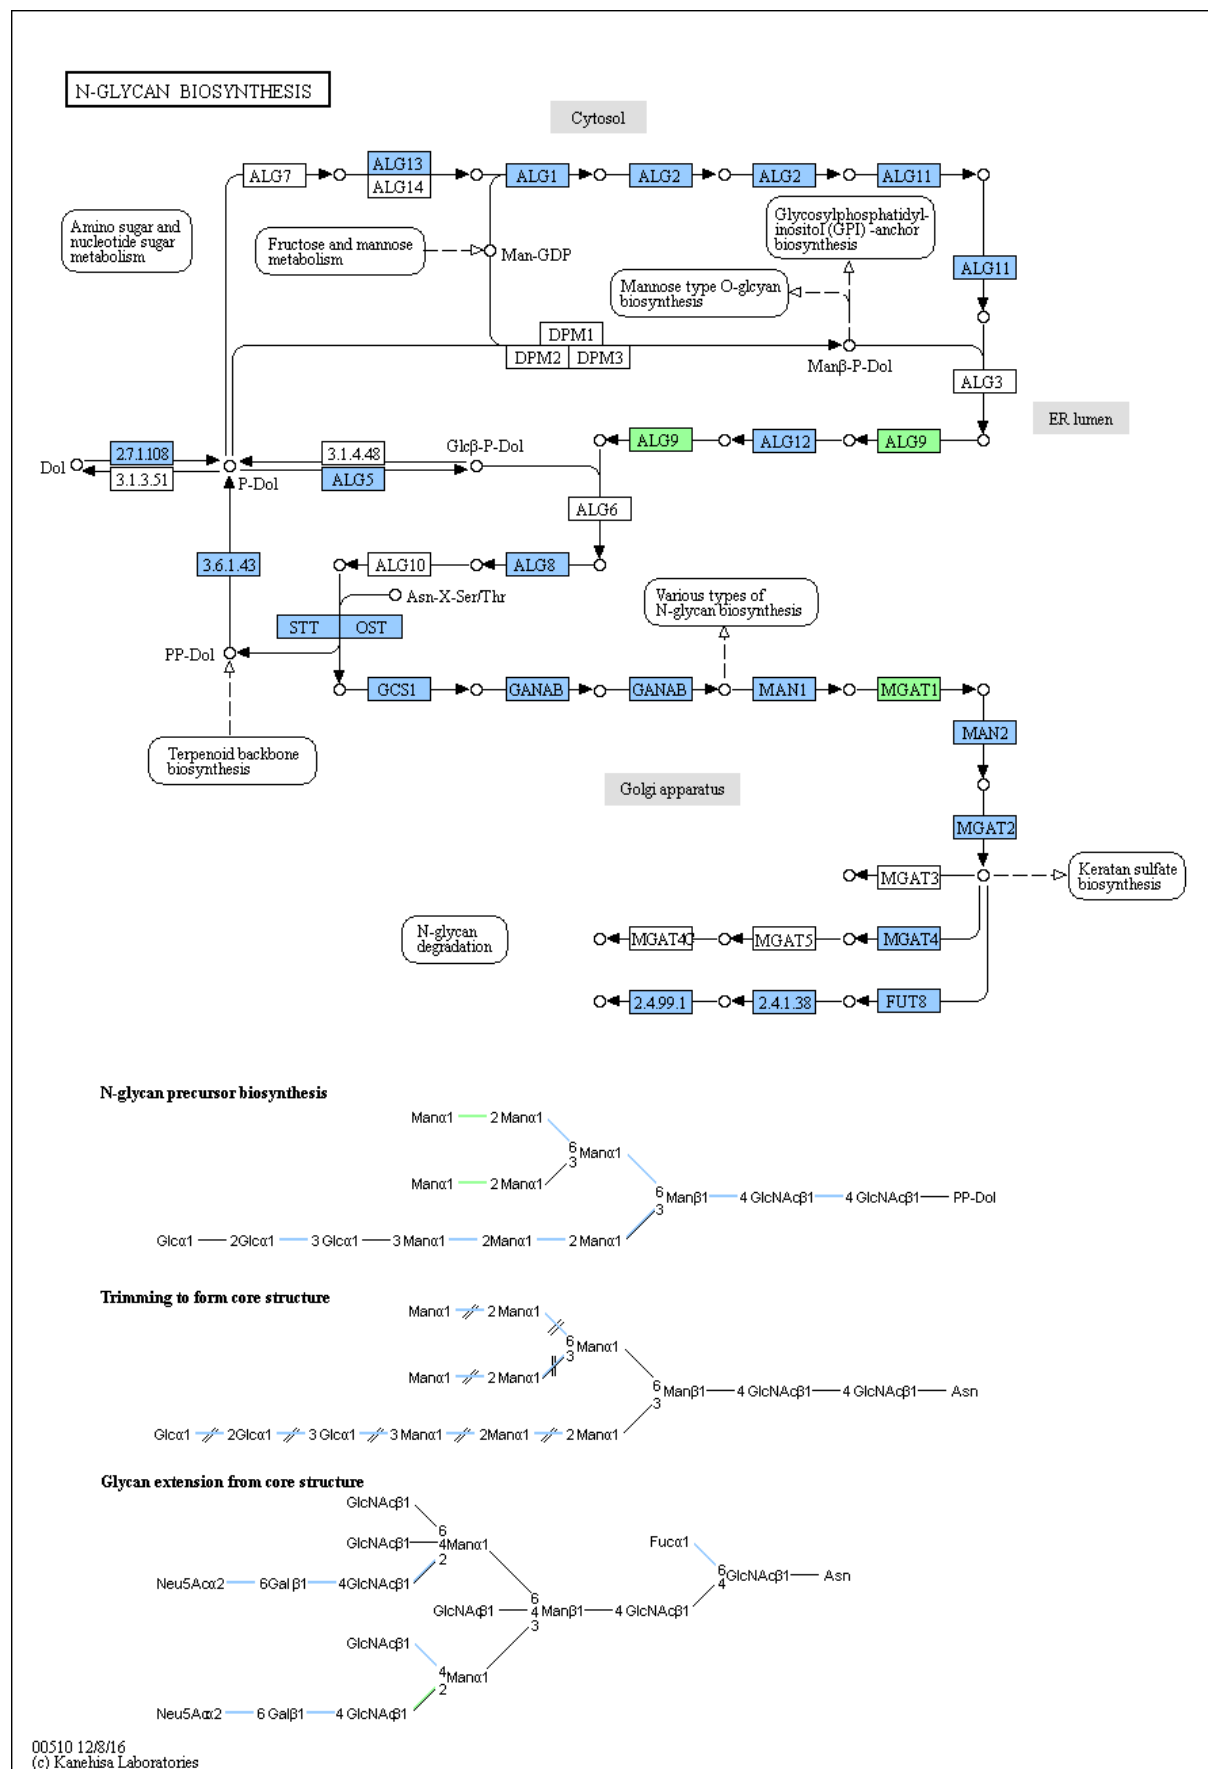 N-GLYCAN BIOSYNTHESIS
Cytosol
ALG7
ALG13
ALG14
ALG1
ALG2
ALG2
ALG11
Amino sugar and
nucleotide sugar
metabolism
Fructose and mannose
metabolism
Man-GDP
Glycosylphosphatidyl-
inositol (GPI) -anchor
biosynthesis
Mannose type O-glcyan
biosynthesis
ALG11
DPM1
DPM2
DPM3
Manβ-P-Dol
ALG3
ER lumen
ALG9
ALG12
ALG9
Dol
2.7.1.108
3.1.3.51
P-Dol
3.1.4.48
ALG5
Glcβ-P-Dol
ALG6
3.6.1.43
ALG10
ALG8
Asn-X-Ser/Thr
STT
OST
Various types of
N-glycan biosynthesis
PP-Dol
GCS1
GANAB
GANAB
MAN1
MGAT1
MAN2
Terpenoid backbone
biosynthesis
Golgi apparatus
MGAT2
MGAT3
Keratan sulfate
biosynthesis
N-glycan
degradation
MGAT4C
MGAT5
MGAT4
2.4.99.1
2.4.1.38
FUT8
N-glycan precursor biosynthesis
Manα1 2 Manα1
6
3 Manα1
Manα1 2 Manα1
6
3 Manβ1 4 GlcNAcβ1 4 GlcNAcβ1 PP-Dol
Glcα1 2Glcα1 3 Glcα1 3 Manα1 2Manα1 2 Manα1
Trimming to form core structure
Manα1 2 Manα1
6
3 Manα1
Manα1 2 Manα1
6
3 Manβ1 4 GlcNAcβ1 4 GlcNAcβ1 Asn
Glcα1 2Glcα1 3 Glcα1 3 Manα1 2Manα1 2 Manα1
Glycan extension from core structure
GlcNAcβ1
6
GlcNAcβ1 4 Manα1
2
Neu5Acα2 6Galβ1 4GlcNAcβ1
Fucα1
6
4 GlcNAcβ1 Asn
6
GlcNAcβ1 4 Manβ1 4 GlcNAcβ1
3
GlcNAcβ1
4
2 Manα1
Neu5Acα2 6 Galβ1 4 GlcNAcβ1
00510 12/8/16
(c) Kanehisa Laboratories